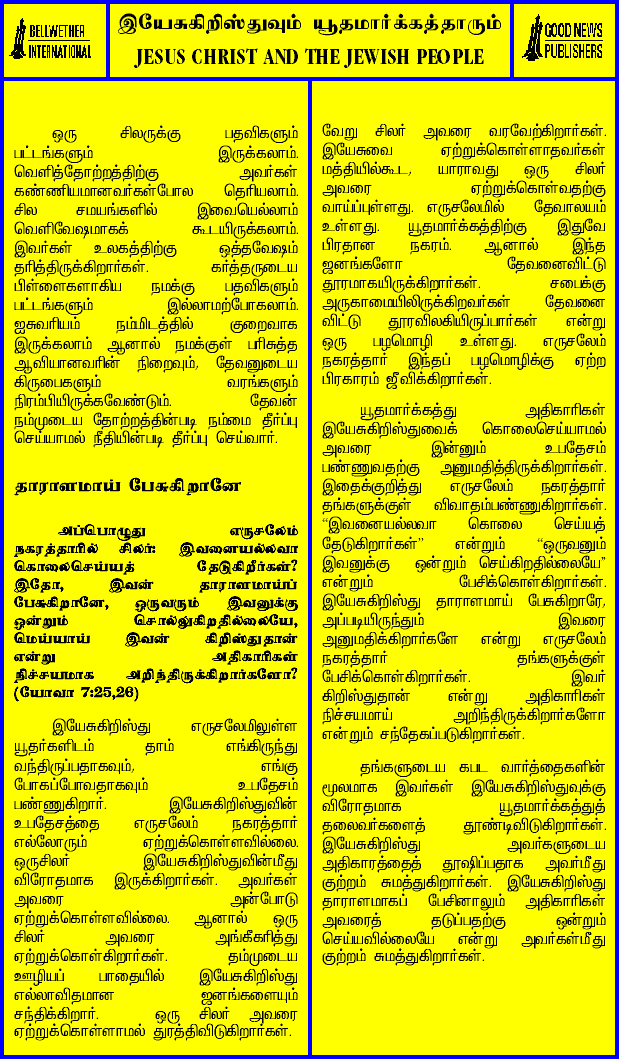 BELLWETHER
INTERNATIONAL
இயேசுகிறிஸ்துவும் யூதமார்க்கத்தாரும்
JESUS CHRIST AND THE JEWISH PEOPLE
GOOD NEWS
PUBLISHERS
ஒரு சிலருக்கு பதவிகளும்
பட்டங்களும் இருக்கலாம்.
வெளித்தோற்றத்திற்கு அவர்கள்
கண்ணியமானவர்கள்போல தெரியலாம்.
சில சமயங்களில் இவையெல்லாம்
வெளிவேஷமாகக் கூடயிருக்கலாம்.
இவர்கள் உலகத்திற்கு ஒத்தவேஷம்
தரித்திருக்கிறார்கள். கர்த்தருடைய
பிள்ளைகளாகிய நமக்கு பதவிகளும்
பட்டங்களும் இல்லாமற்போகலாம்.
ஐசுவரியம் நம்மிடத்தில் குறைவாக
இருக்கலாம் ஆனால் நமக்குள் பரிசுத்த
ஆவியானவரின் நிறைவும், தேவனுடைய
கிருபைகளும் வரங்களும்
நிரம்பியிருக்கவேண்டும். தேவன்
நம்முடைய தோற்றத்தின்படி நம்மை தீர்ப்பு
செய்யாமல் நீதியின்படி தீர்ப்பு செய்வார்.
தாராளமாய் பேசுகிறானே
அப்பொழுது எருசலேம்
நகரத்தாரில் சிலர்: இவனையல்லவா
கொலைசெய்யத் தேடுகிறீர்கள்?
இதோ, இவன் தாராளமாய்ப்
பேசுகிறானே, ஒருவரும் இவனுக்கு
ஒன்றும் சொல்லுகிறதில்லையே,
மெய்யாய் இவன் கிறிஸ்துதான்
என்று அதிகாரிகள்
நிச்சயமாக அறிந்திருக்கிறார்களோ?
(யோவா 7:25,26)
இயேசுகிறிஸ்து எருசலேமிலுள்ள
யூதர்களிடம் தாம் எங்கிருந்து
வந்திருப்பதாகவும், எங்கு
போகப்போவதாகவும் உபதேசம்
பண்ணுகிறார். இயேசுகிறிஸ்துவின்
உபதேசத்தை எருசலேம் நகரத்தார்
எல்லோரும் ஏற்றுக்கொள்ளவில்லை.
ஒருசிலர் இயேசுகிறிஸ்துவின்மீது
விரோதமாக இருக்கிறார்கள். அவர்கள்
அவரை அன்போடு
ஏற்றுக்கொள்ளவில்லை. ஆனால் ஒரு
சிலர் அவரை அங்கீகரித்து
ஏற்றுக்கொள்கிறார்கள். தம்முடைய
ஊழியப் பாதையில் இயேசுகிறிஸ்து
எல்லாவிதமான ஜனங்களையும்
சந்திக்கிறார். ஒரு சிலர் அவரை
ஏற்றுக்கொள்ளாமல் துரத்திவிடுகிறார்கள்.
வேறு சிலர் அவரை வரவேற்கிறார்கள்.
இயேசுவை ஏற்றுக்கொள்ளாதவர்கள்
மத்தியில்கூட, யாராவது ஒரு சிலர்
அவரை ஏற்றுக்கொள்வதற்கு
வாய்ப்புள்ளது. எருசலேமில் தேவாலயம்
உள்ளது. யூதமார்க்கத்திற்கு இதுவே
பிரதான நகரம். ஆனால் இந்த
ஜனங்களோ தேவனைவிட்டு
தூரமாகயிருக்கிறார்கள். சபைக்கு
அருகாமையிலிருக்கிறவர்கள் தேவனை
விட்டு தூரவிலகியிருப்பார்கள் என்று
ஒரு பழமொழி உள்ளது. எருசலேம்
நகரத்தார் இந்தப் பழமொழிக்கு ஏற்ற
பிரகாரம் ஜீவிக்கிறார்கள்.
யூதமார்க்கத்து அதிகாரிகள்
இயேசுகிறிஸ்துவைக் கொலைசெய்யாமல்
அவரை இன்னும் உபதேசம்
பண்ணுவதற்கு அனுமதித்திருக்கிறார்கள்.
இதைக்குறித்து எருசலேம் நகரத்தார்
தங்களுக்குள் விவாதம்பண்ணுகிறார்கள்.
“இவனையல்லவா கொலை செய்யத்
தேடுகிறார்கள்” என்றும் “ஒருவனும்
இவனுக்கு ஒன்றும் செய்கிறதில்லையே”
என்றும் பேசிக்கொள்கிறார்கள்.
இயேசுகிறிஸ்து தாராளமாய் பேசுகிறாரே,
அப்படியிருந்தும் இவரை
அனுமதிக்கிறார்களே என்று எருசலேம்
நகரத்தார் தங்களுக்குள்
பேசிக்கொள்கிறார்கள். இவர்
கிறிஸ்துதான் என்று அதிகாரிகள்
நிச்சயமாய் அறிந்திருக்கிறார்களோ
என்றும் சந்தேகப்படுகிறார்கள்.
தங்களுடைய கபட வார்த்தைகளின்
மூலமாக இவர்கள் இயேசுகிறிஸ்துவுக்கு
விரோதமாக யூதமார்க்கத்துத்
தலைவர்களைத் தூண்டிவிடுகிறார்கள்.
இயேசுகிறிஸ்து அவர்களுடைய
அதிகாரத்தைத் தூஷிப்பதாக அவர்மீது
குற்றம் சுமத்துகிறார்கள். இயேசுகிறிஸ்து
தாராளமாகப் பேசினாலும் அதிகாரிகள்
அவரைத் தடுப்பதற்கு ஒன்றும்
செய்யவில்லையே என்று அவர்கள்மீது
குற்றம் சுமத்துகிறார்கள்.